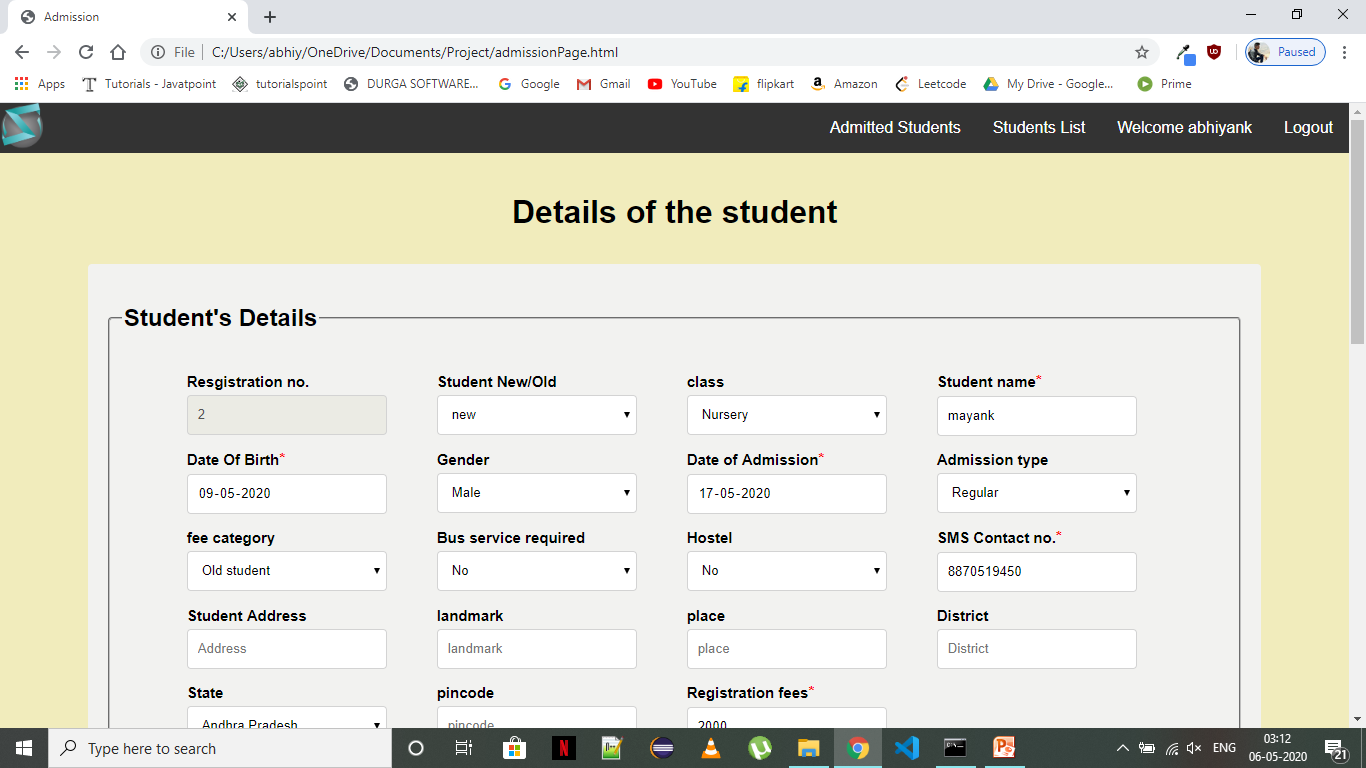 Admission
File
C:/Users/abhiy/OneDrive/Documents/Project/admissionPage.html
Paused
Apps
Tutorials - Javatpoint
tutorialspoint
DURGA SOFTWARE...
Google
Gmail
YouTube
flipkart
Amazon
Leetcode
My Drive - Google...
Prime
Admitted Students
Students List
Welcome abhiyank
Logout
Details of the student
Student's Details
Resgistration no. Student New/Old class Student name*
2 new Nursery mayank
Date Of Birth* Gender Date of Admission* Admission type
09-05-2020 Male 17-05-2020 Regular
fee category Bus service required Hostel SMS Contact no.*
Old student No No 8870519450
Student Address landmark place District
Address landmark place District
State pincode Registration fees*
Andhra Pradesh pincode 2000
Type here to search
ENG
03:12
06-05-2020
21